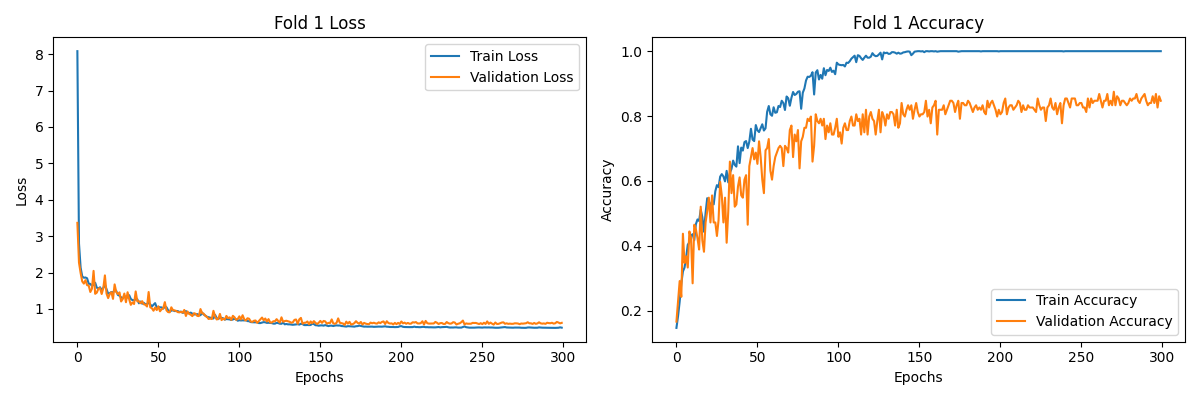 Fold 1 Loss
Train Loss
Validation Loss
8
7
6
5
4
3
2
1
Loss
0
50
100
150
200
250
300
Epochs
Fold 1 Accuracy
1.0
0.8
0.6
0.4
0.2
Accuracy
Train Accuracy
Validation Accuracy
0
50
100
150
200
250
300
Epochs